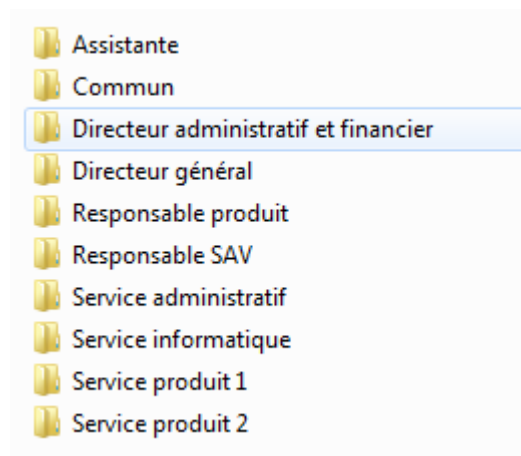 Assistante
Commun
Directeur administratif et financier
Directeur général
Responsable produit
Responsable SAV
Service administratif
Service informatique
Service produit 1
Service produit 2